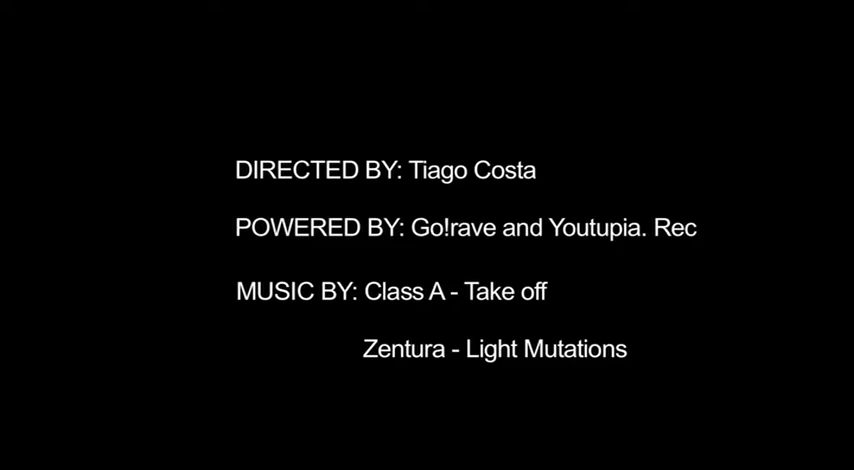 DIRECTED BY: Tiago Costa
POWERED BY: Go!rave and Youtupia. Rec
MUSIC BY: Class A - Take off
Zentura - Light Mutations